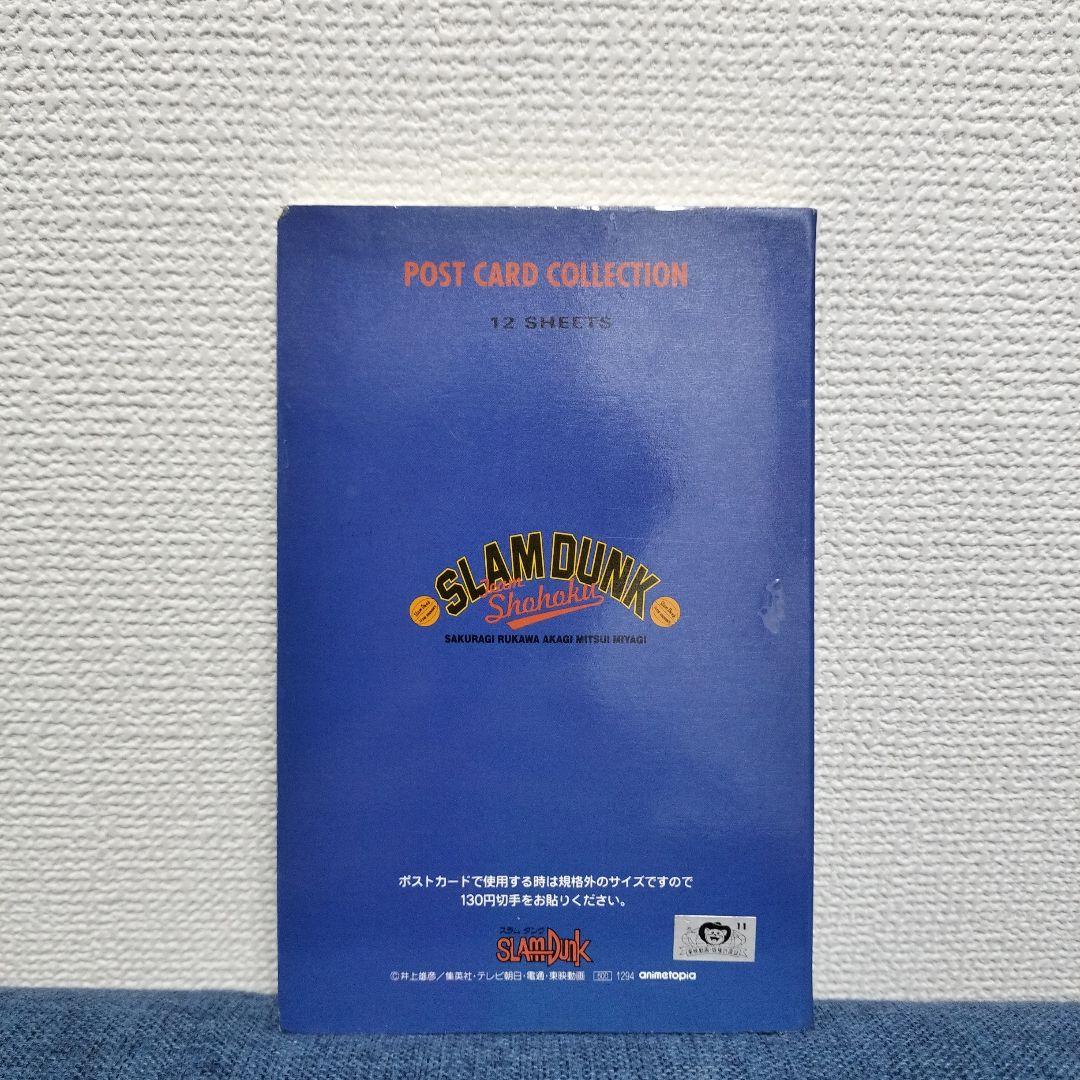 POST CARD COLLECTION
12 SHEETS
SLAM DUNK
Team
Shohoku
SAKURAGI RUKAWA AKAGI MITSUI MIYAGI
ポストカードで使用する時は規格外のサイズですので
130円切手をお貼りください。
スラム ダンク
SLAM DUNK
©井上雄彦／集英社・テレビ朝日・電通・東映動画 1294 animetopia
11